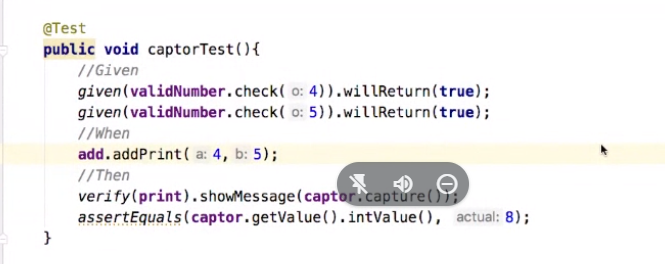 @Test
public void captorTest(){
//Given
given(validNumber.check( o: 4)).willReturn(true);
given(validNumber.check( o: 5)).willReturn(true);
//When
add.addPrint( a: 4, b: 5);
//Then
verify(print).showMessage(captor.capture());
assertEquals(captor.getValue().intValue(), actual: 8);
}